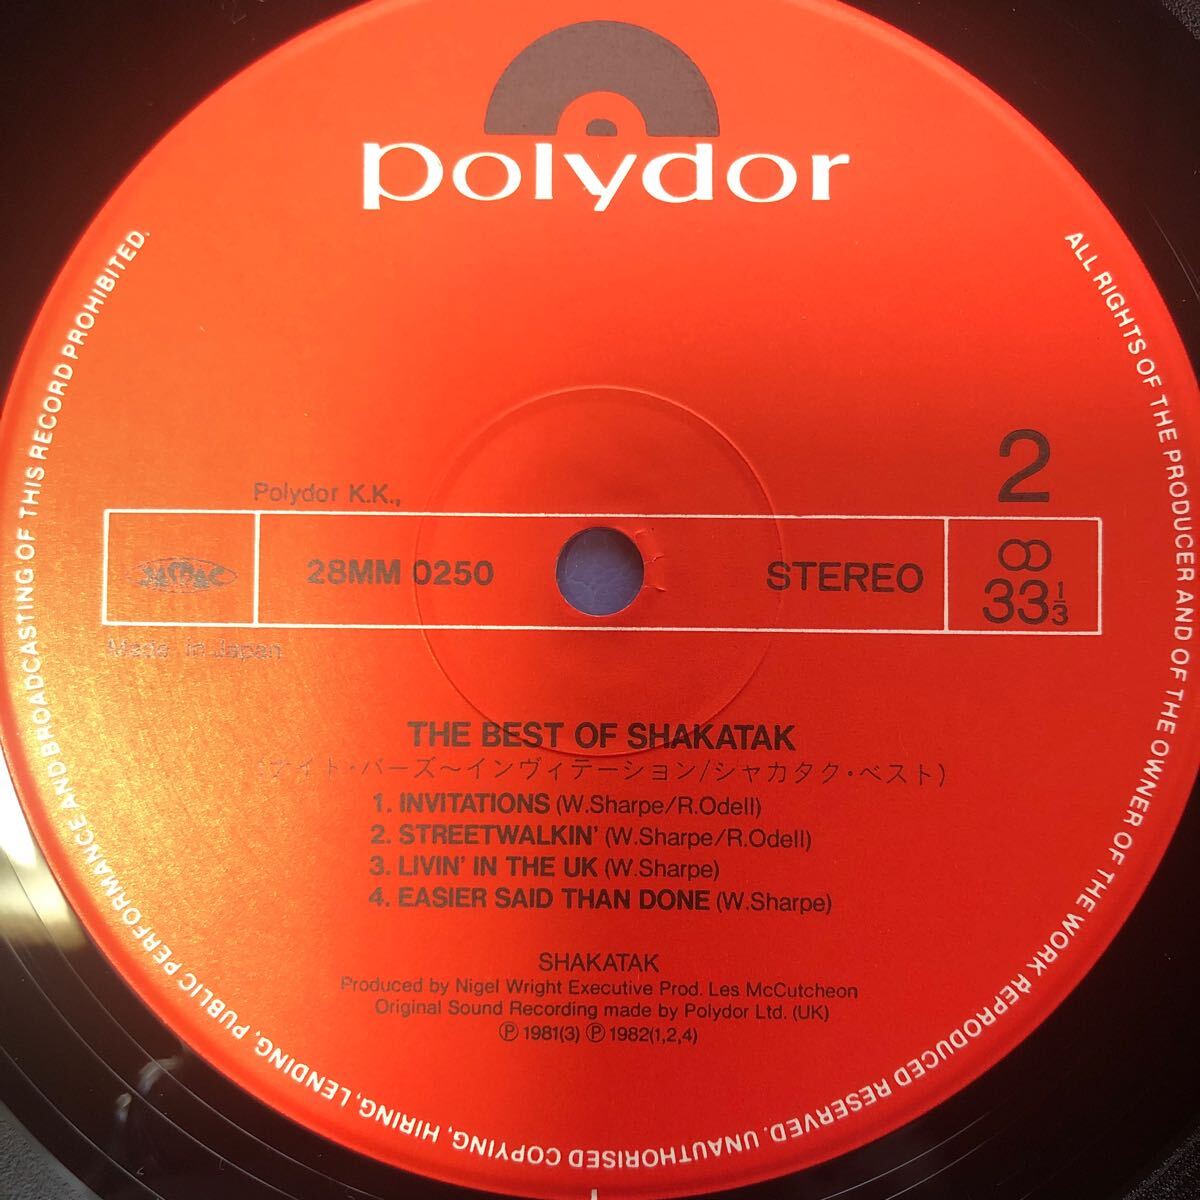 polydor
ALL RIGHTS OF THE PRODUCER AND OF THE OWNER OF THE WORK REPRODUCED RESERVED. UNAUTHORISED COPYING, HIRING, LENDING, PUBLIC PERFORMANCE AND BROADCASTING OF THIS RECORD PROHIBITED.
2
Polydor K.K.,
JASRAC
28MM 0250
STEREO
33 1/3
Made in Japan
THE BEST OF SHAKATAK
(ナイト・バーズ〜インヴィテーション/シャカタク・ベスト)
1. INVITATIONS (W.Sharpe/R.Odell)
2. STREETWALKIN' (W.Sharpe/R.Odell)
3. LIVIN' IN THE UK (W.Sharpe)
4. EASIER SAID THAN DONE (W.Sharpe)
SHAKATAK
Produced by Nigel Wright Executive Prod. Les McCutcheon
Original Sound Recording made by Polydor Ltd. (UK)
Ⓟ 1981(3) Ⓟ 1982(1,2,4)